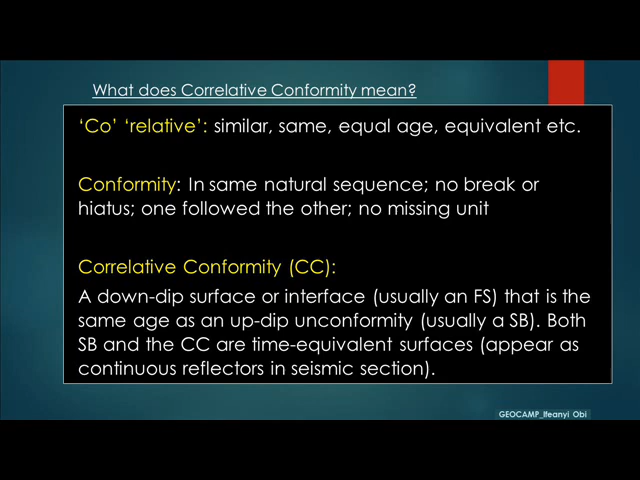 What does Correlative Conformity mean?
‘Co’ ‘relative’: similar, same, equal age, equivalent etc.
Conformity: In same natural sequence; no break or
hiatus; one followed the other; no missing unit
Correlative Conformity (CC):
A down-dip surface or interface (usually an FS) that is the
same age as an up-dip unconformity (usually a SB). Both
SB and the CC are time-equivalent surfaces (appear as
continuous reflectors in seismic section).
GEOCAMP_Ifeanyi Obi